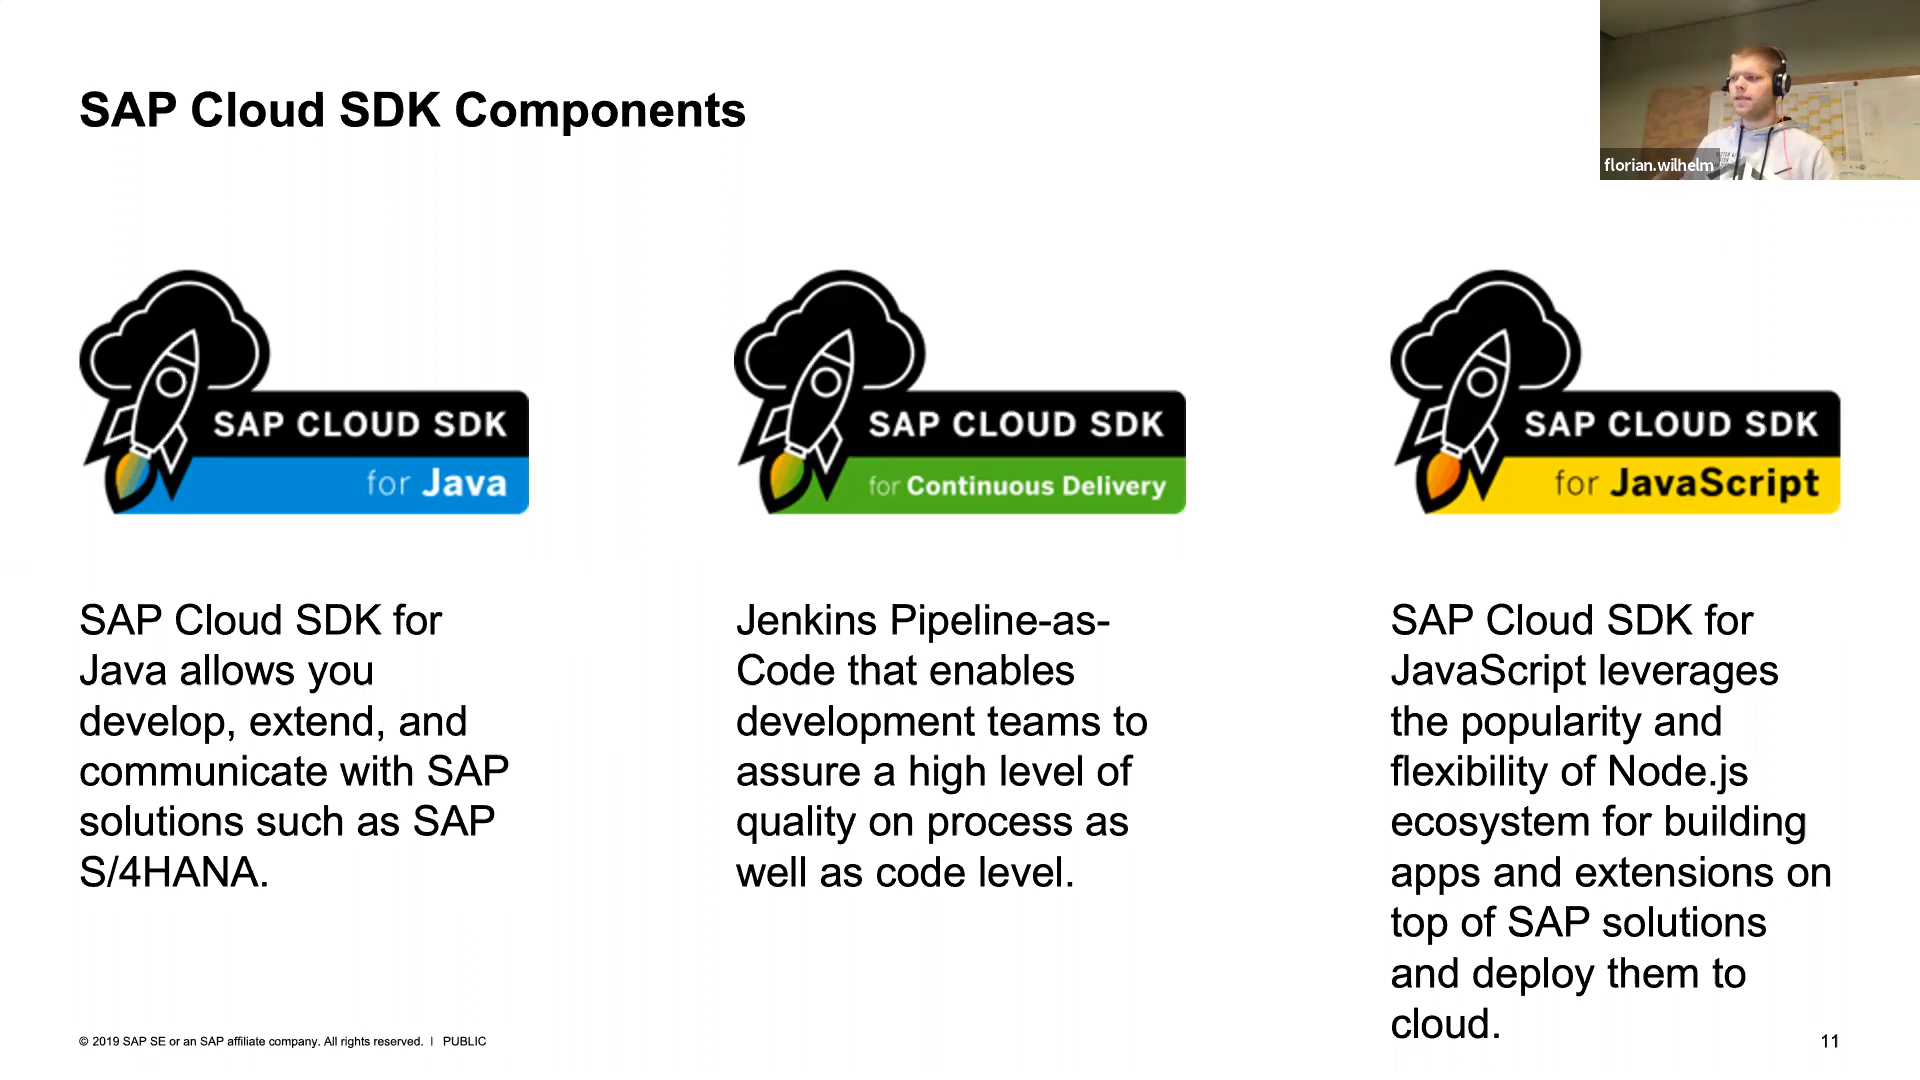 SAP Cloud SDK Components
florian.wilhelm
SAP CLOUD SDK
for Java
SAP CLOUD SDK
for Continuous Delivery
SAP CLOUD SDK
for JavaScript
SAP Cloud SDK for
Java allows you
develop, extend, and
communicate with SAP
solutions such as SAP
S/4HANA.
Jenkins Pipeline-as-
Code that enables
development teams to
assure a high level of
quality on process as
well as code level.
SAP Cloud SDK for
JavaScript leverages
the popularity and
flexibility of Node.js
ecosystem for building
apps and extensions on
top of SAP solutions
and deploy them to
cloud.
© 2019 SAP SE or an SAP affiliate company. All rights reserved. | PUBLIC
11